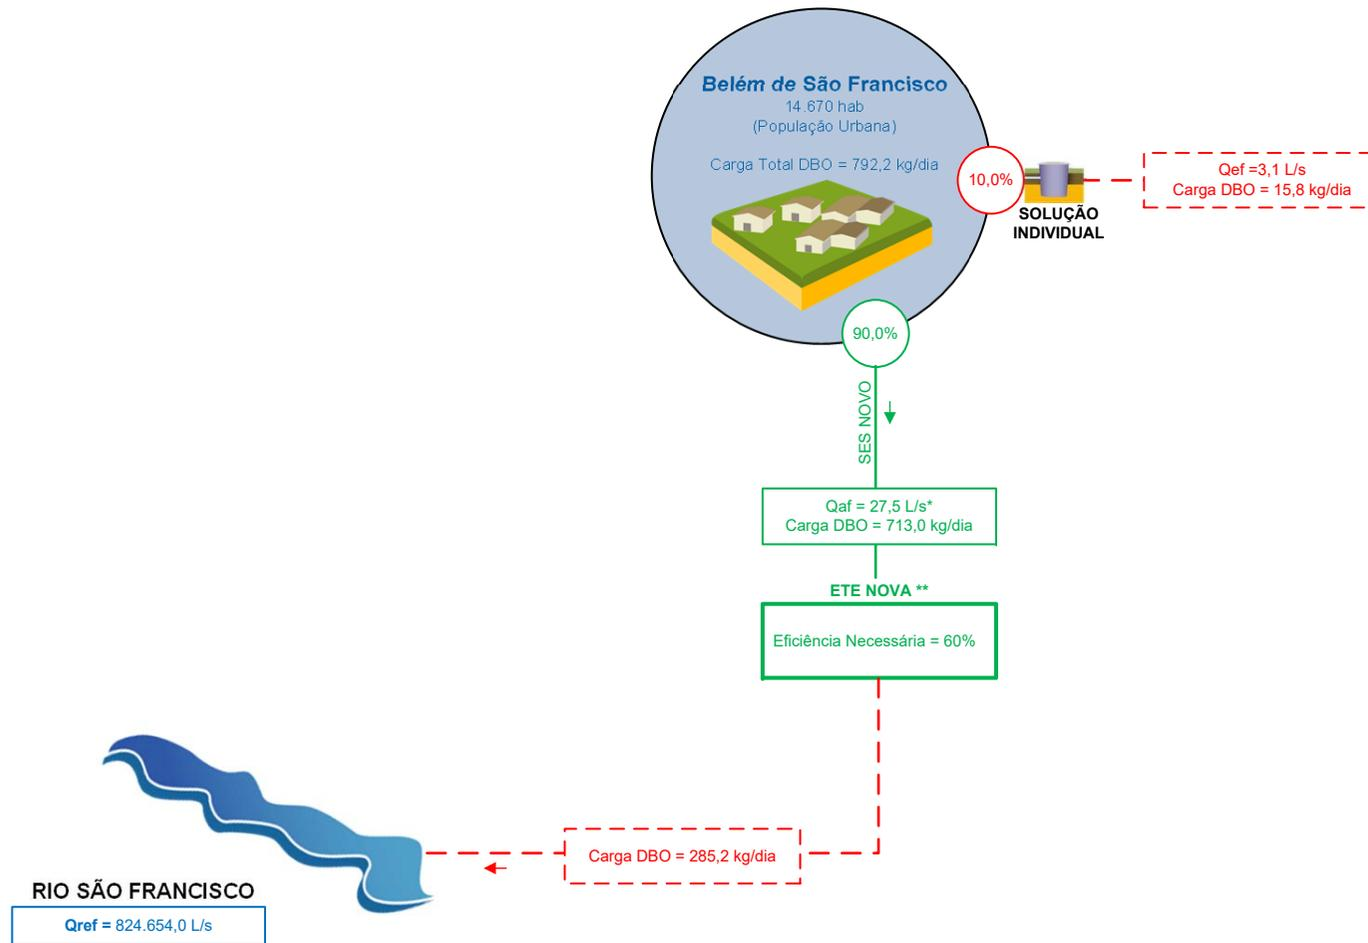 Belém de São Francisco
14.670 hab
(População Urbana)
Carga Total DBO = 792,2 kg/dia
10,0%
SOLUÇÃO
INDIVIDUAL
Qef =3,1 L/s
Carga DBO = 15,8 kg/dia
90,0%
SES NOVO
Qaf = 27,5 L/s*
Carga DBO = 713,0 kg/dia
ETE NOVA **
Eficiência Necessária = 60%
Carga DBO = 285,2 kg/dia
RIO SÃO FRANCISCO
Qref = 824.654,0 L/s